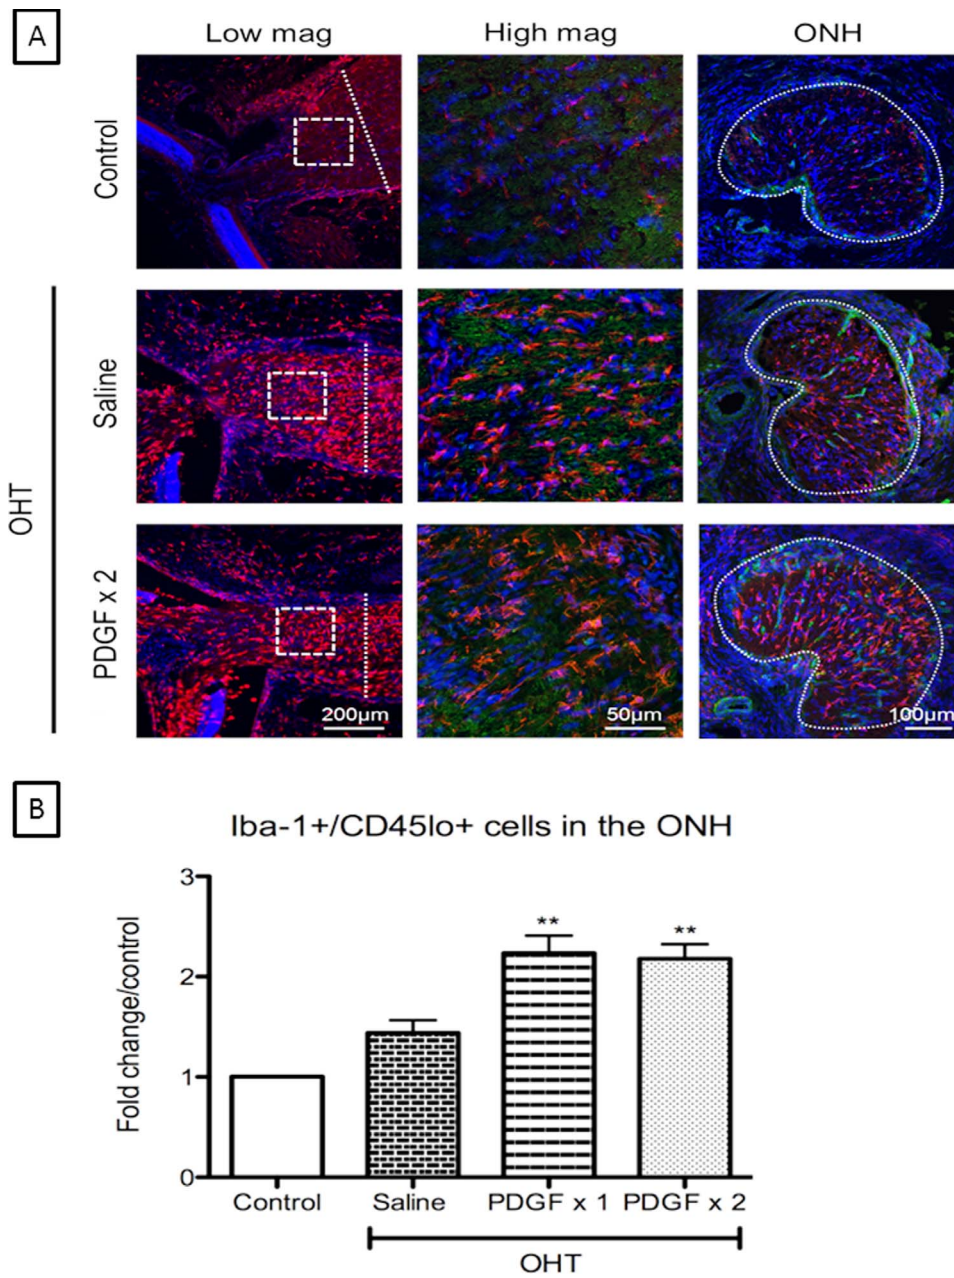 A
Low mag
High mag
ONH
Control
Saline
OHT
PDGF x 2
200μm
50μm
100μm
B
Iba-1+/CD45lo+ cells in the ONH
Fold change/control
3
2
1
0
**
**
Control
Saline
PDGF x 1
PDGF x 2
OHT